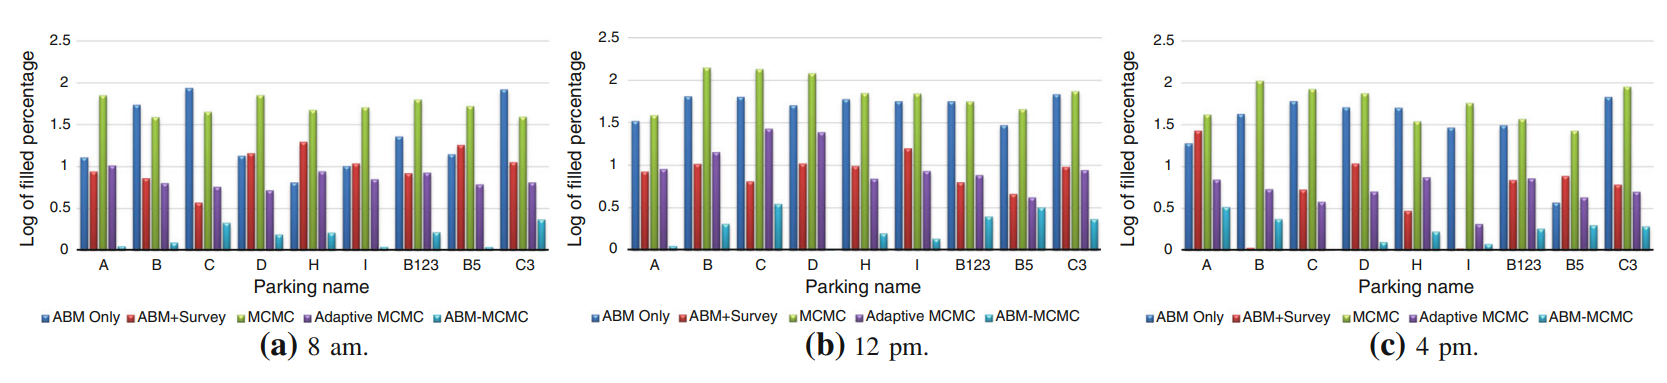 Log of filled percentage
2.5
2
1.5
1
0.5
0
A B C D H I B123 B5 C3
Parking name
ABM Only ABM+Survey MCMC Adaptive MCMC ABM-MCMC
(a) 8 am.
Log of filled percentage
2.5
2
1.5
1
0.5
0
A B C D H I B123 B5 C3
Parking name
ABM Only ABM+Survey MCMC Adaptive MCMC ABM-MCMC
(b) 12 pm.
Log of filled percentage
2.5
2
1.5
1
0.5
0
A B C D H I B123 B5 C3
Parking name
ABM Only ABM+Survey MCMC Adaptive MCMC ABM-MCMC
(c) 4 pm.